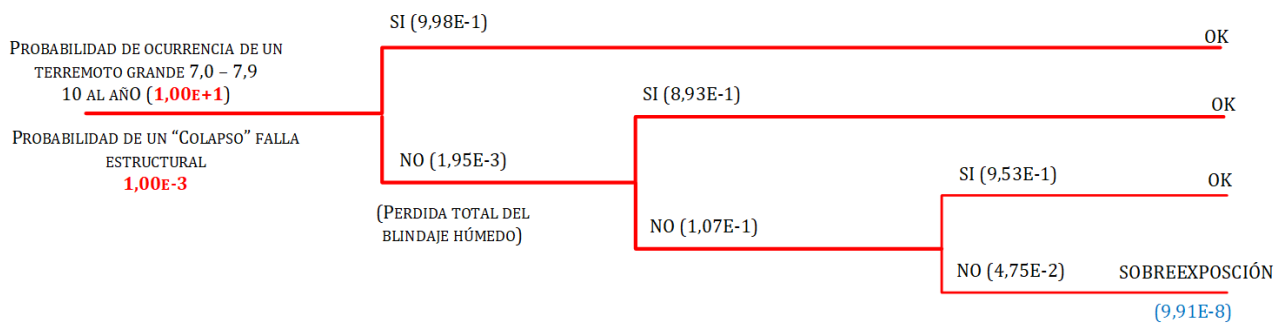 SI (9,98E-1)
OK
PROBABILIDAD DE OCURRENCIA DE UN
TERREMOTO GRANDE 7,0 – 7,9
10 AL AÑO (1,00E+1)
SI (8,93E-1)
OK
PROBABILIDAD DE UN “COLAPSO” FALLA
ESTRUCTURAL
1,00E-3
NO (1,95E-3)
SI (9,53E-1)
OK
(PERDIDA TOTAL DEL
BLINDAJE HÚMEDO)
NO (1,07E-1)
NO (4,75E-2)
SOBREEXPOSCIÓN
(9,91E-8)